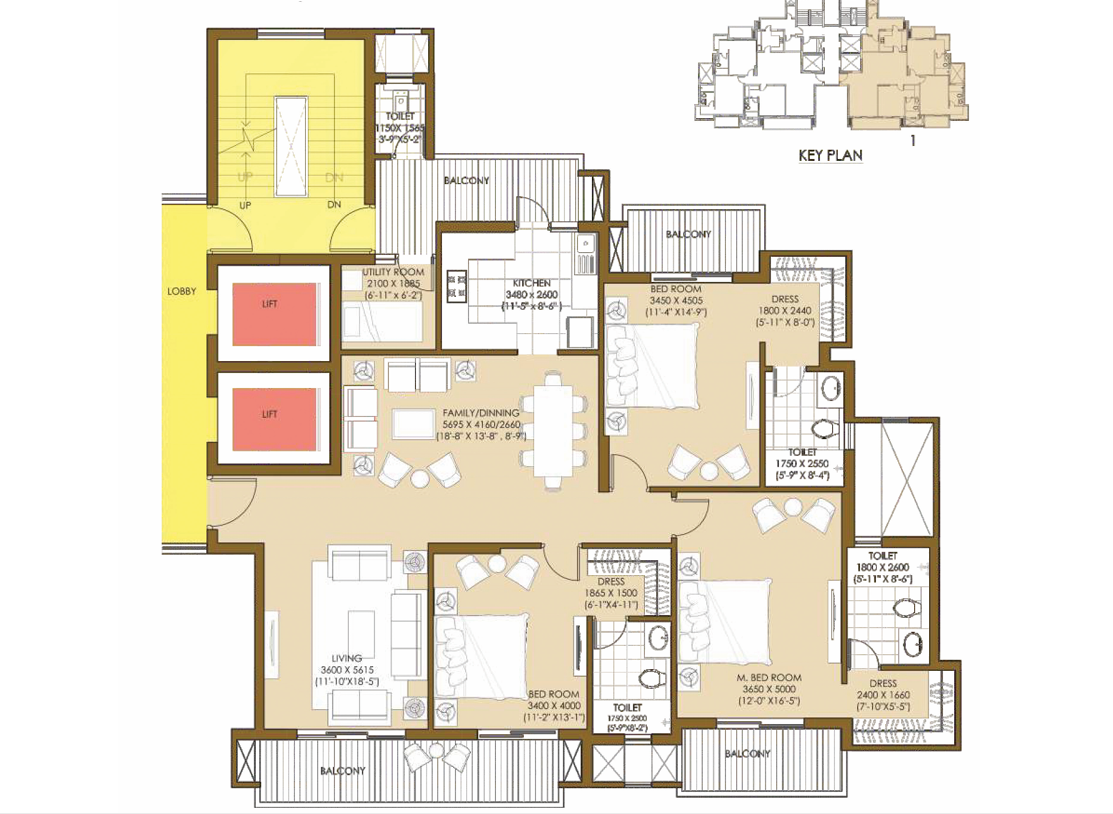 1
KEY PLAN
TOILET
1150X 1565
3'-9"X5'-2"
BALCONY
UP
DN
UP
DN
BALCONY
LOBBY
LIFT
UTILITY ROOM
2100 X 1885
(6'-11" x 6'-2")
KITCHEN
3480 x 2600
(11'-5"x 8'-6" )
BED ROOM
3450 X 4505
(11'-4" X14'-9")
DRESS
1800 X 2440
(5'-11" X 8'-0")
LIFT
FAMILY/DINNING
5695 X 4160/2660
(18'-8" X 13'-8" , 8'-9")
TOILET
1750 X 2550
(5'-9" X 8'-4")
TOILET
1800 X 2600
(5'-11" X 8'-6")
DRESS
1865 X 1500
(6'-1"X4'-11")
LIVING
3600 X 5615
(11'-10"X18'-5")
BED ROOM
3400 X 4000
(11'-2" X13'-1")
TOILET
1750 X 2500
(5'-9"X8'-2")
M. BED ROOM
3650 X 5000
(12'-0" X16'-5")
DRESS
2400 X 1660
(7'-10"X5'-5")
BALCONY
BALCONY